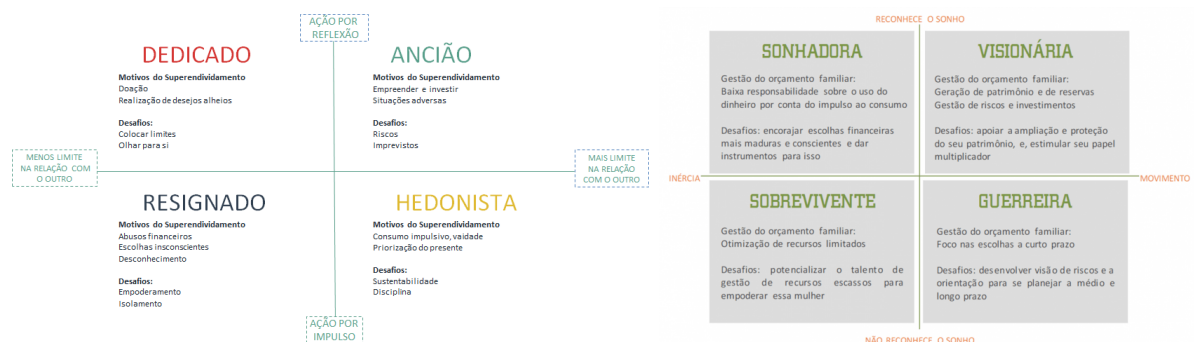 AÇÃO POR
REFLEXÃO
DEDICADO
Motivos do Superendividamento
Doação
Realização de desejos alheios
Desafios:
Colocar limites
Olhar para si
ANCIÃO
Motivos do Superendividamento
Empreender e investir
Situações adversas
Desafios:
Riscos
Imprevistos
MENOS LIMITE
NA RELAÇÃO COM
O OUTRO
MAIS LIMITE
NA RELAÇÃO
COM O OUTRO
RESIGNADO
Motivos do Superendividamento
Abusos financeiros
Escolhas insconscientes
Desconhecimento
Desafios:
Empoderamento
Isolamento
HEDONISTA
Motivos do Superendividamento
Consumo impulsivo, vaidade
Priorização do presente
Desafios:
Sustentabilidade
Disciplina
AÇÃO POR
IMPULSO
RECONHECE O SONHO
SONHADORA
Gestão do orçamento familiar:
Baixa responsabilidade sobre o uso do
dinheiro por conta do impulso ao consumo
Desafios: encorajar escolhas financeiras
mais maduras e conscientes e dar
instrumentos para isso
VISIONÁRIA
Gestão do orçamento familiar:
Geração de patrimônio e de reservas
Gestão de riscos e investimentos
Desafios: apoiar a ampliação e proteção
do seu patrimônio, e, estimular seu papel
multiplicador
INÉRCIA
MOVIMENTO
SOBREVIVENTE
Gestão do orçamento familiar:
Otimização de recursos limitados
Desafios: potencializar o talento de
gestão de recursos escassos para
empoderar essa mulher
GUERREIRA
Gestão do orçamento familiar:
Foco nas escolhas a curto prazo
Desafios: desenvolver visão de riscos e a
orientação para se planejar a médio e
longo prazo
NÃO RECONHECE O SONHO